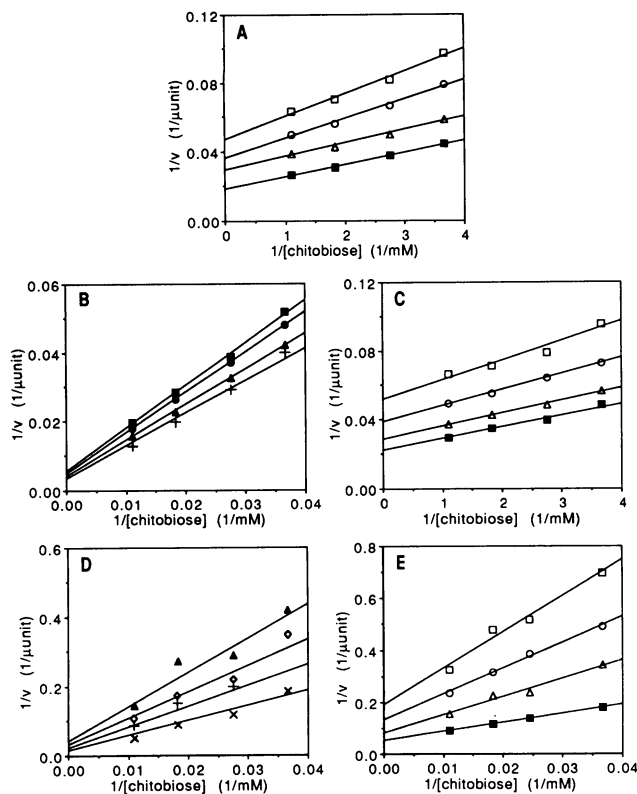 A
0.12
0.08
0.04
0.00
1/v (1/μunit)
0 1 2 3 4
1/[chitobiose] (1/mM)
B
0.06
0.04
0.02
0.00
1/v (1/μunit)
0.00 0.01 0.02 0.03 0.04
1/[chitobiose] (1/mM)
C
0.12
0.08
0.04
0.00
1/v (1/μunit)
0 1 2 3 4
1/[chitobiose] (1/mM)
D
0.6
0.4
0.2
0.0
1/v (1/μunit)
0.00 0.01 0.02 0.03 0.04
1/[chitobiose] (1/mM)
E
0.8
0.6
0.4
0.2
0.0
1/v (1/μunit)
0.00 0.01 0.02 0.03 0.04
1/[chitobiose] (1/mM)